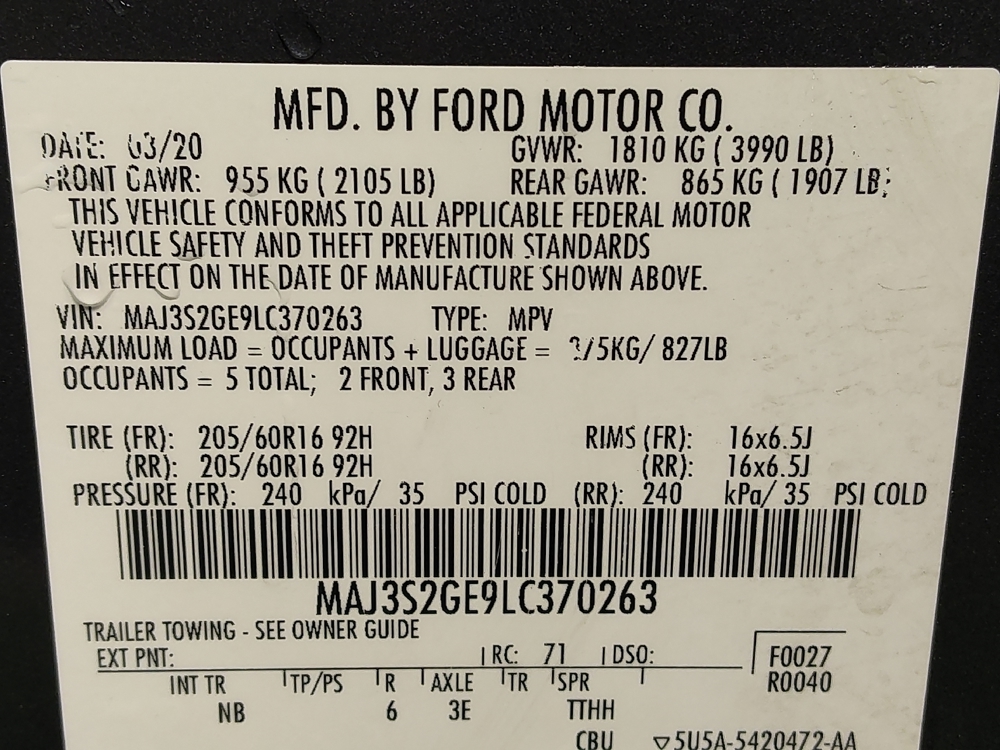 MFD. BY FORD MOTOR CO.
DATE: 03/20 GVWR: 1810 KG ( 3990 LB)
FRONT GAWR: 955 KG ( 2105 LB) REAR GAWR: 865 KG ( 1907 LB)
THIS VEHICLE CONFORMS TO ALL APPLICABLE FEDERAL MOTOR
VEHICLE SAFETY AND THEFT PREVENTION STANDARDS
IN EFFECT ON THE DATE OF MANUFACTURE SHOWN ABOVE.
VIN: MAJ3S2GE9LC370263 TYPE: MPV
MAXIMUM LOAD = OCCUPANTS + LUGGAGE = 375KG/ 827LB
OCCUPANTS = 5 TOTAL; 2 FRONT, 3 REAR
TIRE (FR): 205/60R16 92H RIMS (FR): 16x6.5J
(RR): 205/60R16 92H (RR): 16x6.5J
PRESSURE (FR): 240 kPa/ 35 PSI COLD (RR): 240 kPa/ 35 PSI COLD
MAJ3S2GE9LC370263
TRAILER TOWING - SEE OWNER GUIDE
EXT PNT: RC: 71 DSO: F0027
INT TR TP/PS R AXLE TR SPR R0040
NB 6 3E TTHH
CBU ▽5U5A-5420472-AA